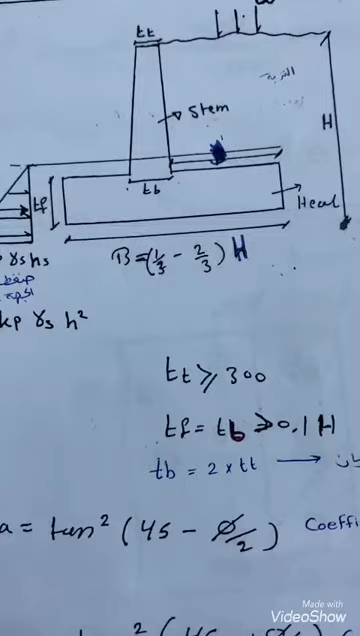 tt
w
التربة
Stem
H
tf
tb
Heal
B = (1/3 - 2/3) H
p γs hs
kp γs h²
tt ≥ 300
tf = tb ≥ 0.1 H
tb = 2 × tt →
a = tan² (45 - Ø/2) Coeffi
2
Made with
VideoShow